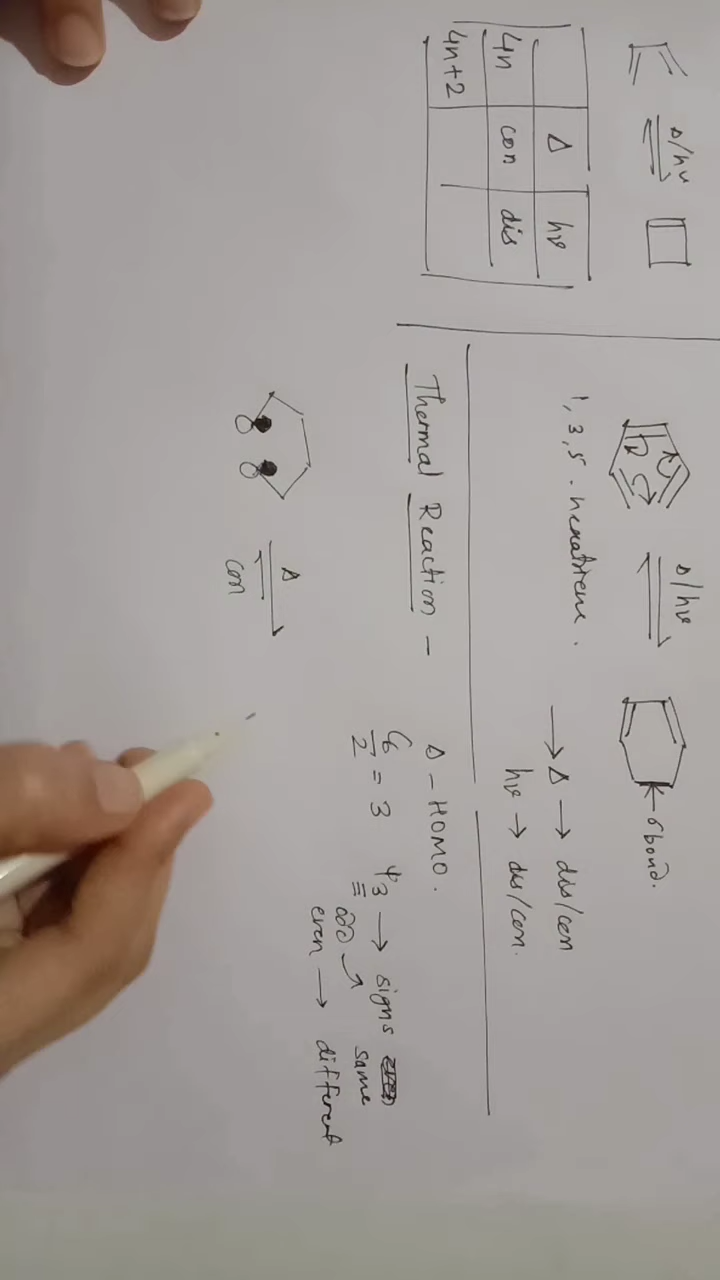 Δ/hν
Δ hν
4n con dis
4n+2
Δ/hν
σ bond.
1,3,5-hexatriene.
→ Δ → dis/con
hν → dis/con.
Thermal Reaction -
Δ - HOMO.
6/2 = 3 ψ3 → signs same
odd
even → different
Δ
con